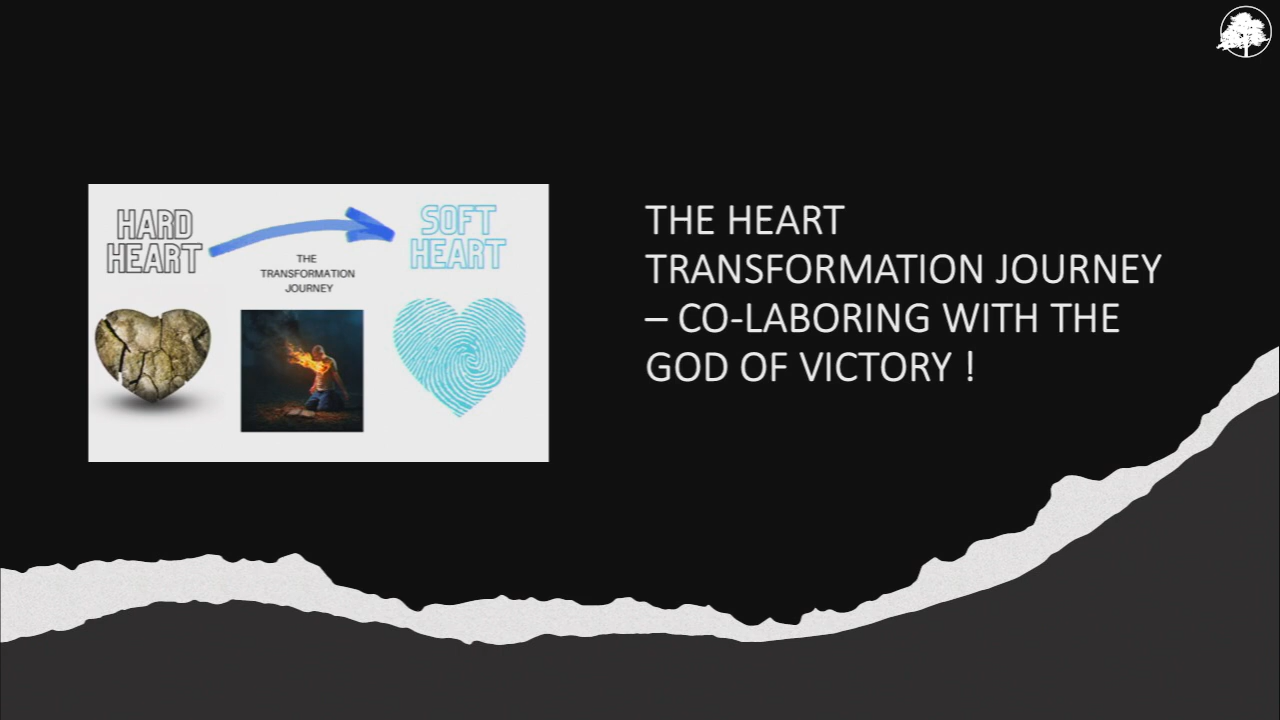 HARD
HEART
THE
TRANSFORMATION
JOURNEY
SOFT
HEART
THE HEART
TRANSFORMATION JOURNEY
– CO-LABORING WITH THE
GOD OF VICTORY !